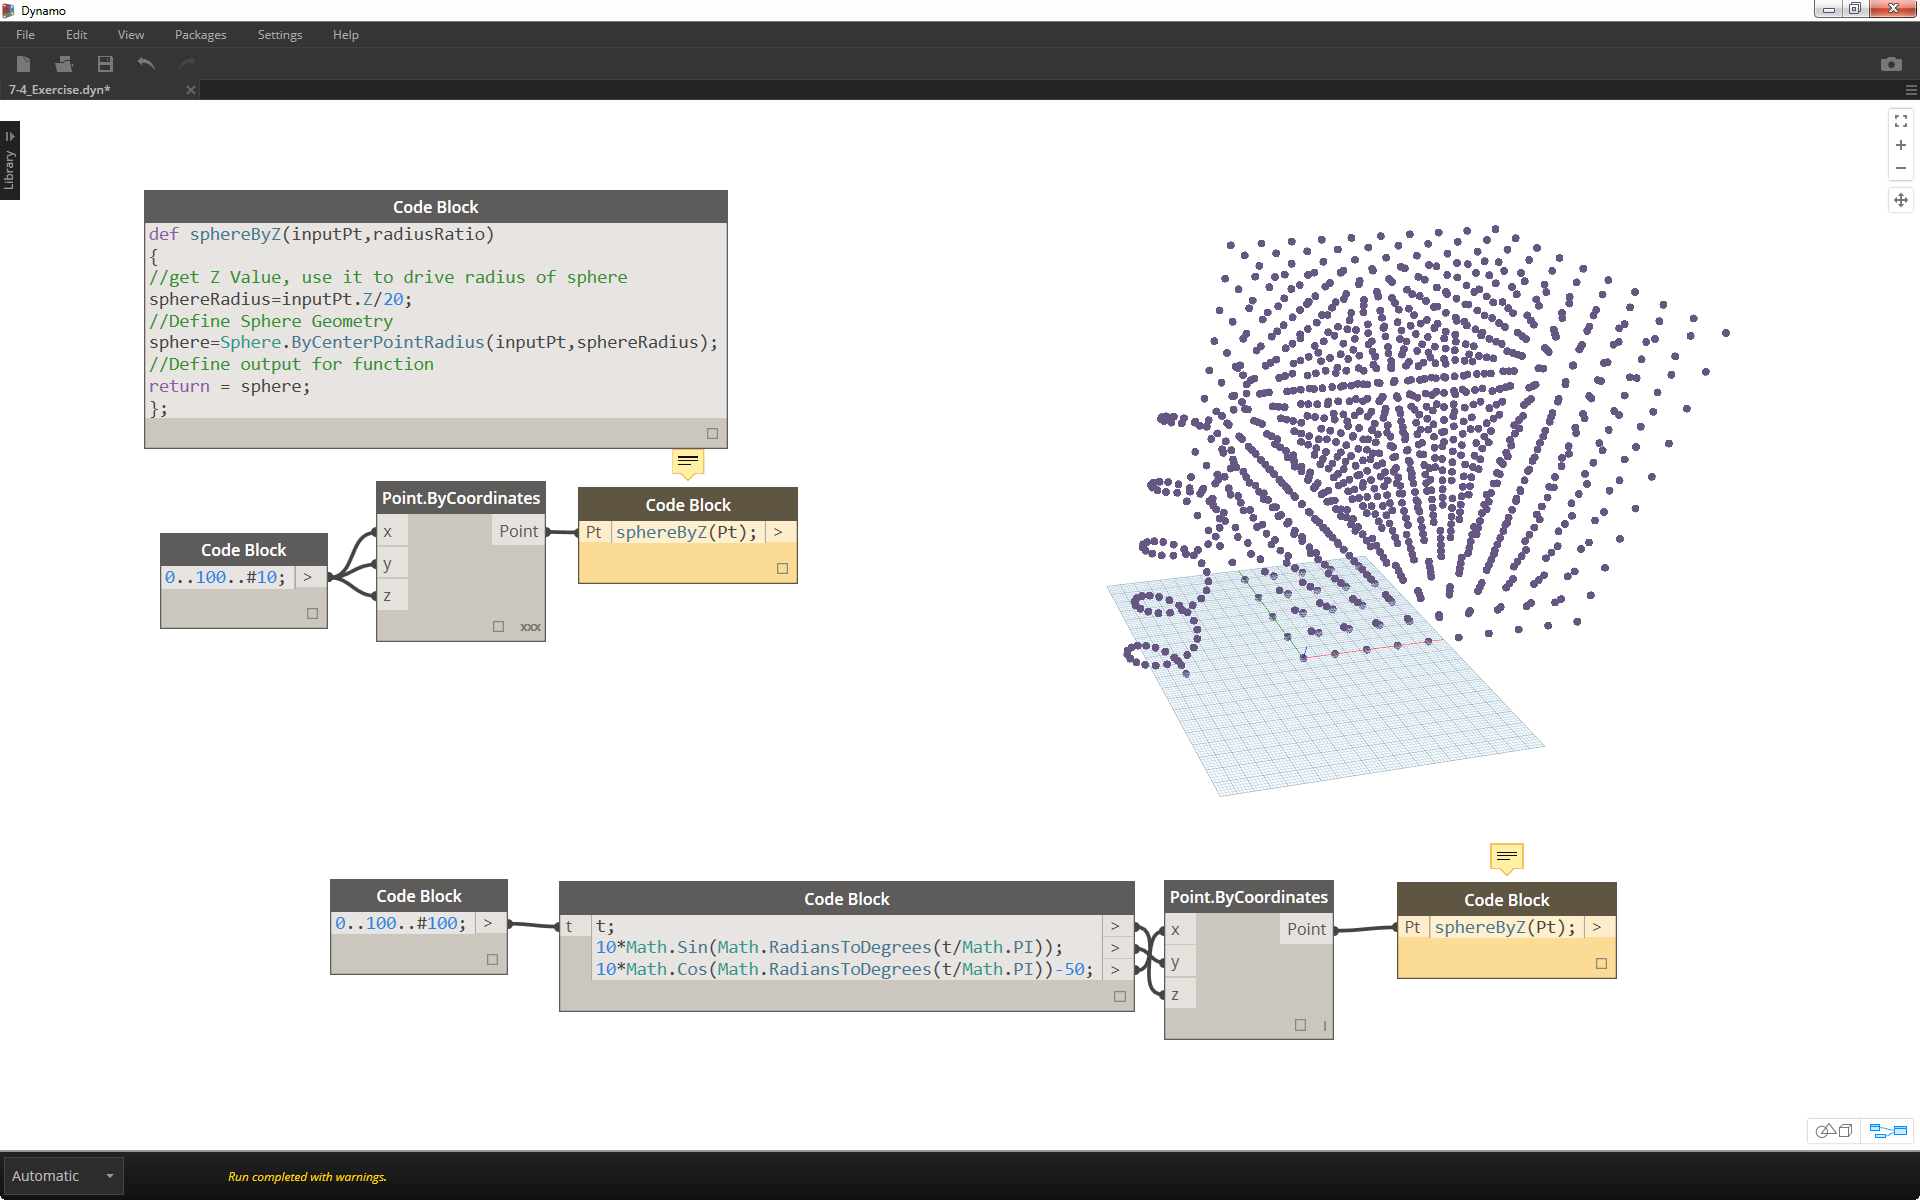 Dynamo
File Edit View Packages Settings Help
7-4_Exercise.dyn*
Library
Code Block
def sphereByZ(inputPt,radiusRatio)
{
//get Z Value, use it to drive radius of sphere
sphereRadius=inputPt.Z/20;
//Define Sphere Geometry
sphere=Sphere.ByCenterPointRadius(inputPt,sphereRadius);
//Define output for function
return = sphere;
};
Code Block
0..100..#10; >
Point.ByCoordinates
x Point
y
z
xxx
Code Block
Pt sphereByZ(Pt); >
Code Block
0..100..#100; >
Code Block
t t; >
10*Math.Sin(Math.RadiansToDegrees(t/Math.PI)); >
10*Math.Cos(Math.RadiansToDegrees(t/Math.PI))-50; >
Point.ByCoordinates
x Point
y
z
|
Code Block
Pt sphereByZ(Pt); >
Automatic
Run completed with warnings.